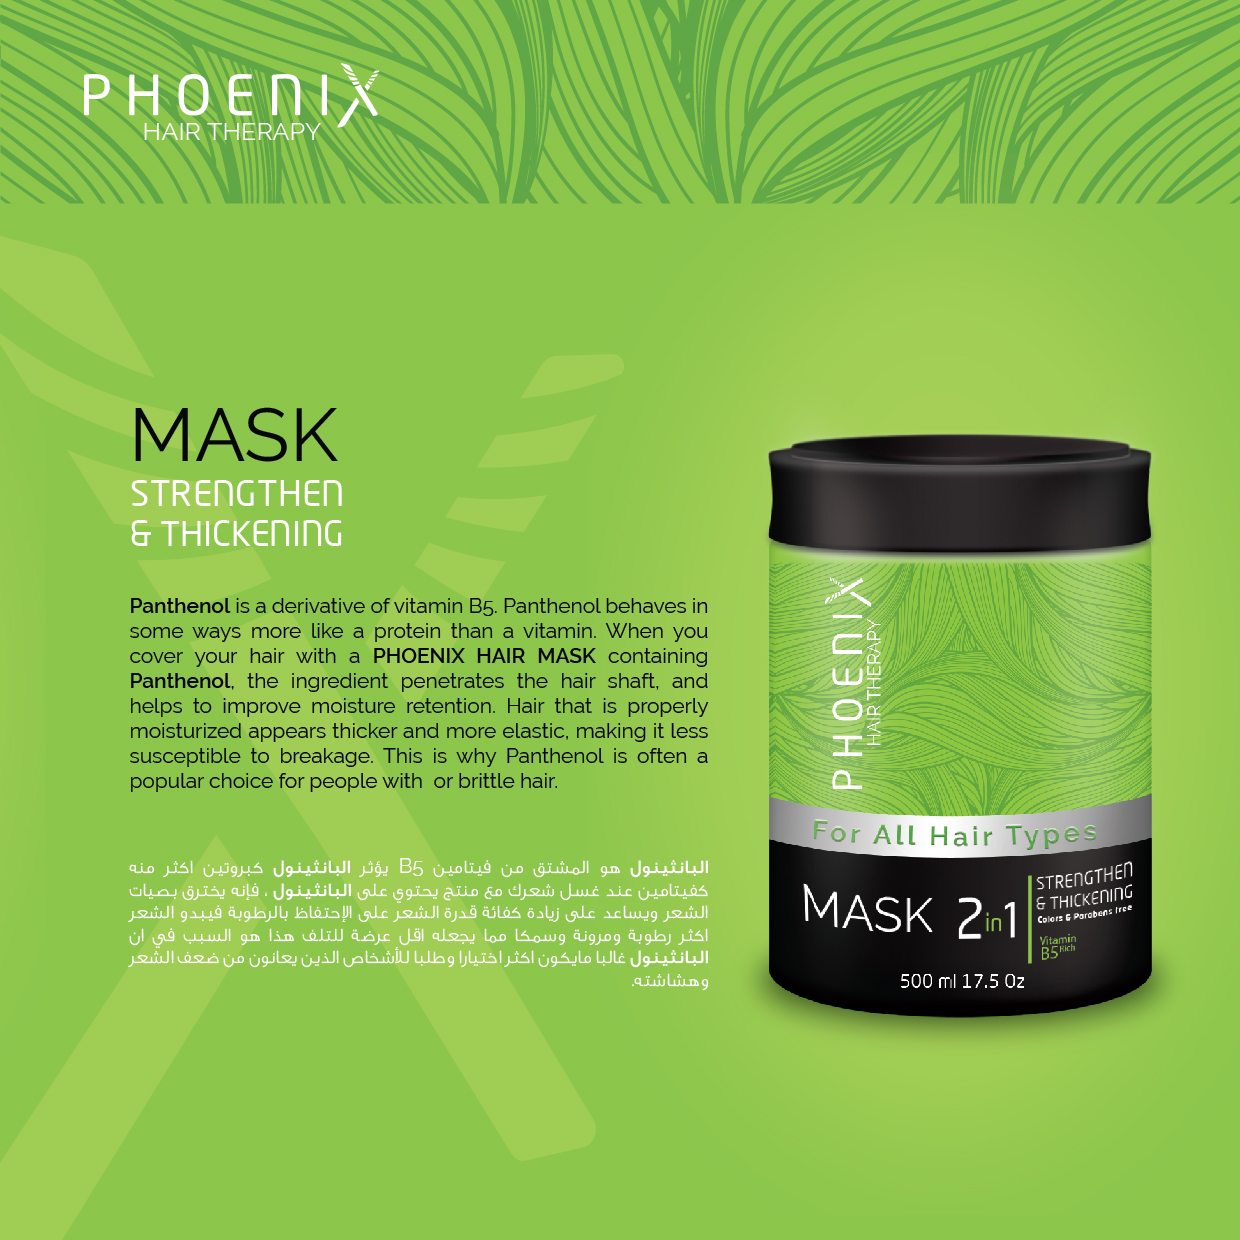 PHOENIX
HAIR THERAPY
MASK
STRENGTHEN
& THICKENING
Panthenol is a derivative of vitamin B5. Panthenol behaves in
some ways more like a protein than a vitamin. When you
cover your hair with a PHOENIX HAIR MASK containing
Panthenol, the ingredient penetrates the hair shaft, and
helps to improve moisture retention. Hair that is properly
moisturized appears thicker and more elastic, making it less
susceptible to breakage. This is why Panthenol is often a
popular choice for people with or brittle hair.
البانثينول هو المشتق من فيتامين B5 يؤثر البانثينول كبروتين اكثر منه
كفيتامين عند غسل شعرك مع منتج يحتوي على البانثينول ، فإنه يخترق بصيات
الشعر ويساعد على زيادة كفائة قدرة الشعر على الإحتفاظ بالرطوبة فيبدو الشعر
اكثر رطوبة ومرونة وسمكا مما يجعله اقل عرضة للتلف هذا هو السبب في ان
البانثينول غالبا مايكون اكثر اختيارا وطلبا للأشخاص الذين يعانون من ضعف الشعر
وهشاشته.
PHOENIX
HAIR THERAPY
For All Hair Types
MASK 2in1
STRENGTHEN
& THICKENING
Colors & Parabens free
Vitamin
B5 Rich
500 ml 17.5 Oz